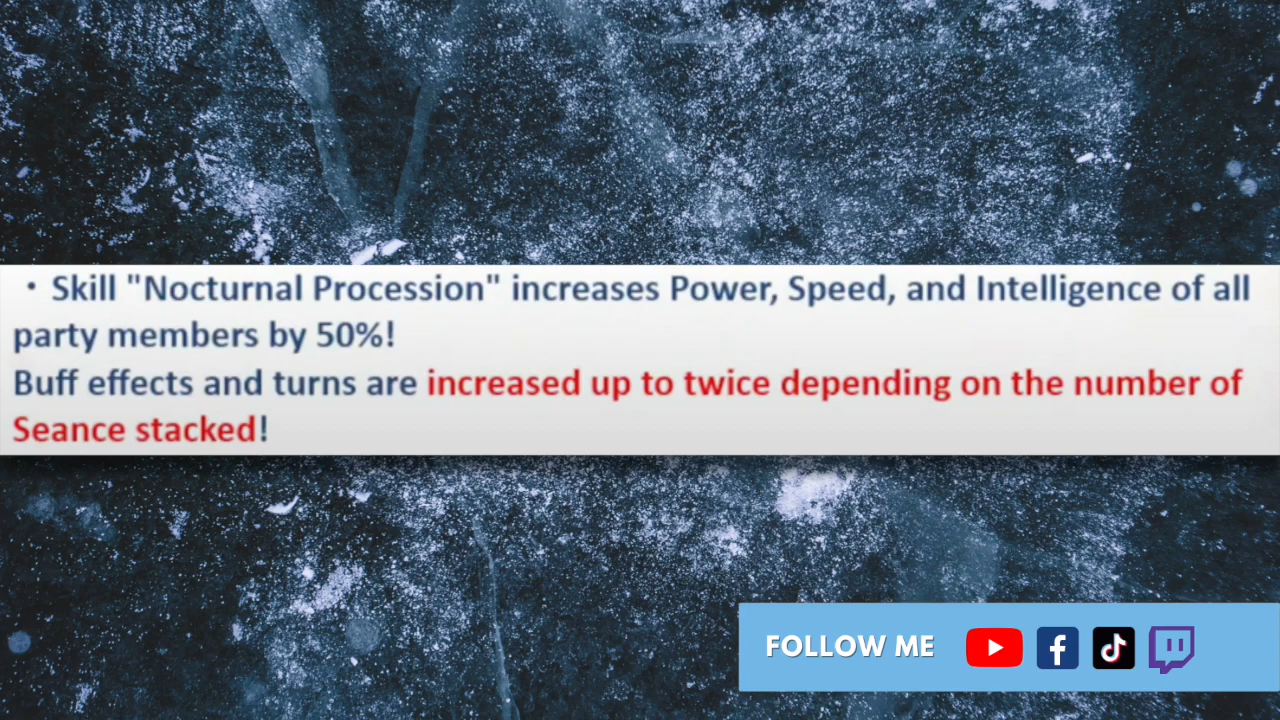 ・Skill "Nocturnal Procession" increases Power, Speed, and Intelligence of all
party members by 50%!
Buff effects and turns are increased up to twice depending on the number of
Seance stacked!
FOLLOW ME